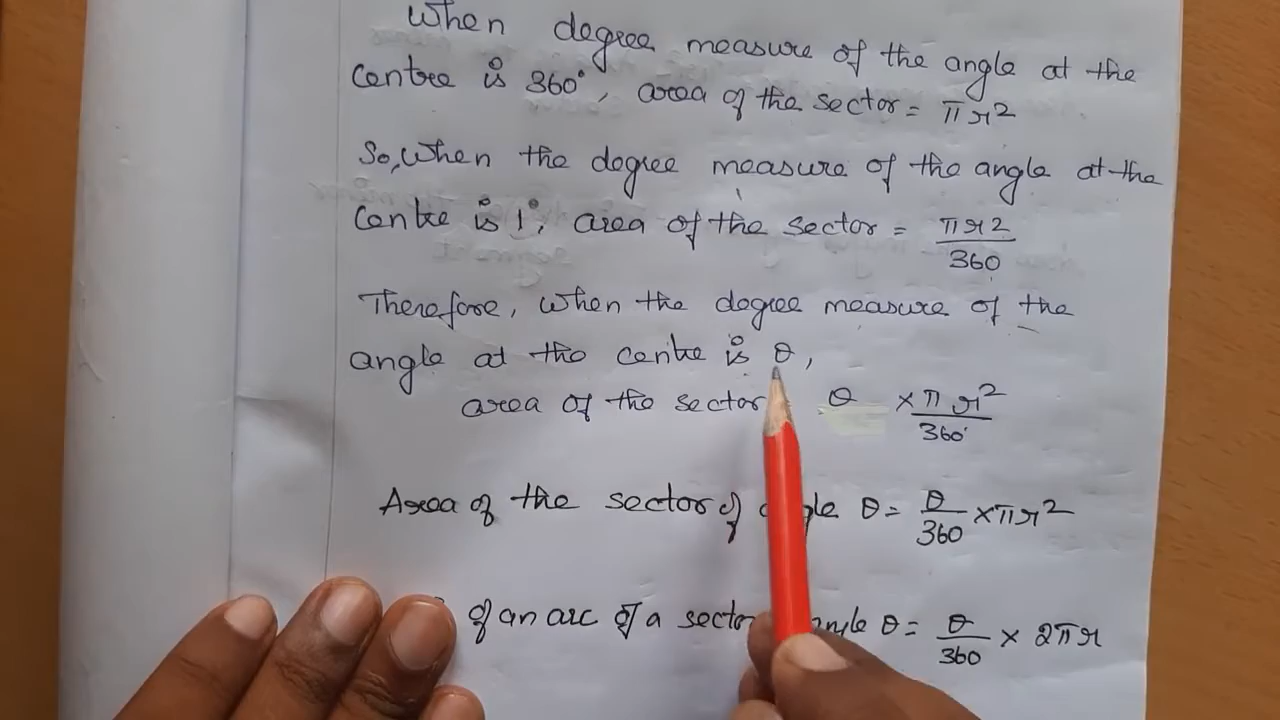 When degree measure of the angle at the
centre is 360°, area of the sector = πr²
So, when the degree measure of the angle at the
centre is 1°, area of the sector = πr²/360
Therefore, when the degree measure of the
angle at the centre is θ,
area of the sector θ × πr²/360
Area of the sector of θ = θ/360 × πr²
of an arc of a θ = θ/360 × 2πr